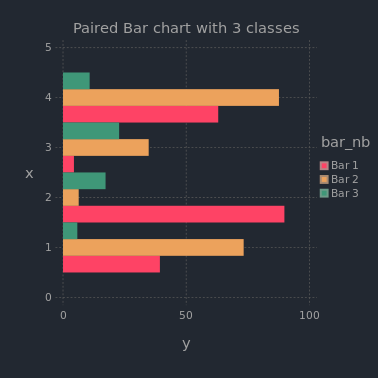 Paired Bar chart with 3 classes
5
4
3
2
1
0
x
0 50 100
y
bar_nb
Bar 1
Bar 2
Bar 3